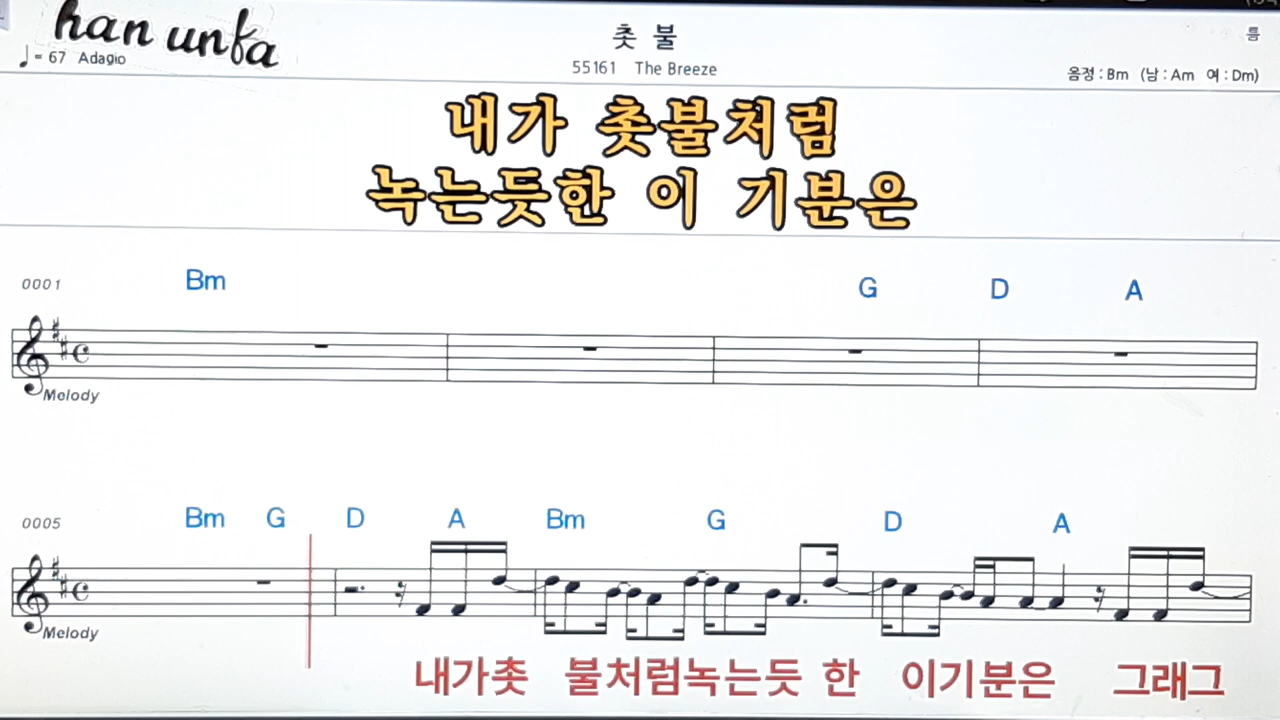 han unfa
♩= 67 Adagio
촛 불
55161 The Breeze
름
음정 : Bm (남 : Am 여 : Dm)
내가 촛불처럼
녹는듯한 이 기분은
0001 Bm G D A
Melody
0005 Bm G D A Bm G D A
Melody
내가촛 불처럼녹는듯 한 이기분은 그래그